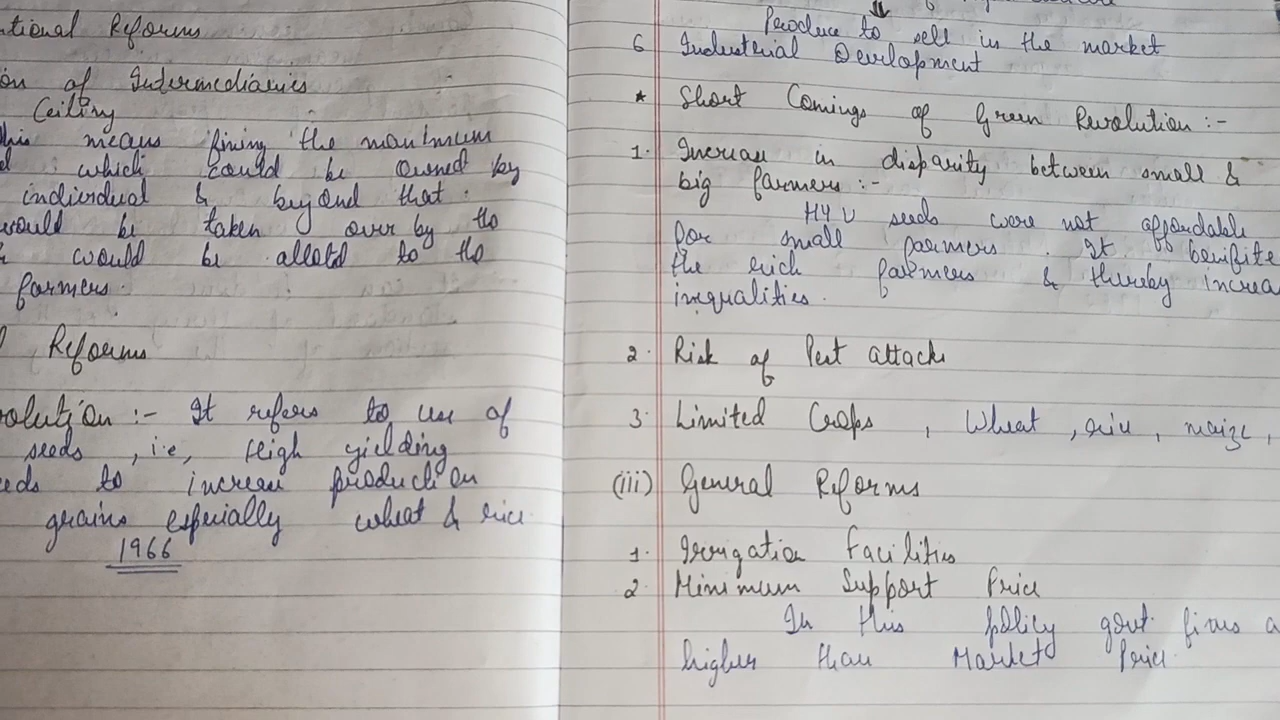 tional Reforms
on of Intermediaries
Ceiling
his means fixing the maximum
which could be owned by
individual & beyond that
would be taken over by the
would be alloted to the
farmers.
Reforms
olution :- It refers to use of
seeds, i.e, High yielding
eds to increase production
grains especially wheat & rice.
1966
Produce to sell in the market
6 Industrial Development
* Short Comings of Green Revolution :-
1. Increase in disparity between small &
big farmers :-
HYV seeds were not affordable
for small farmers. It benifite
the rich farmers & thereby increa
inequalities.
2. Risk of Pest attack
3. Limited Crops, Wheat, rice, maize,
(iii) General Reforms
1. Irrigation Facilities
2. Minimum Support Price
In this policy govt. fixes a
higher than Market Price.